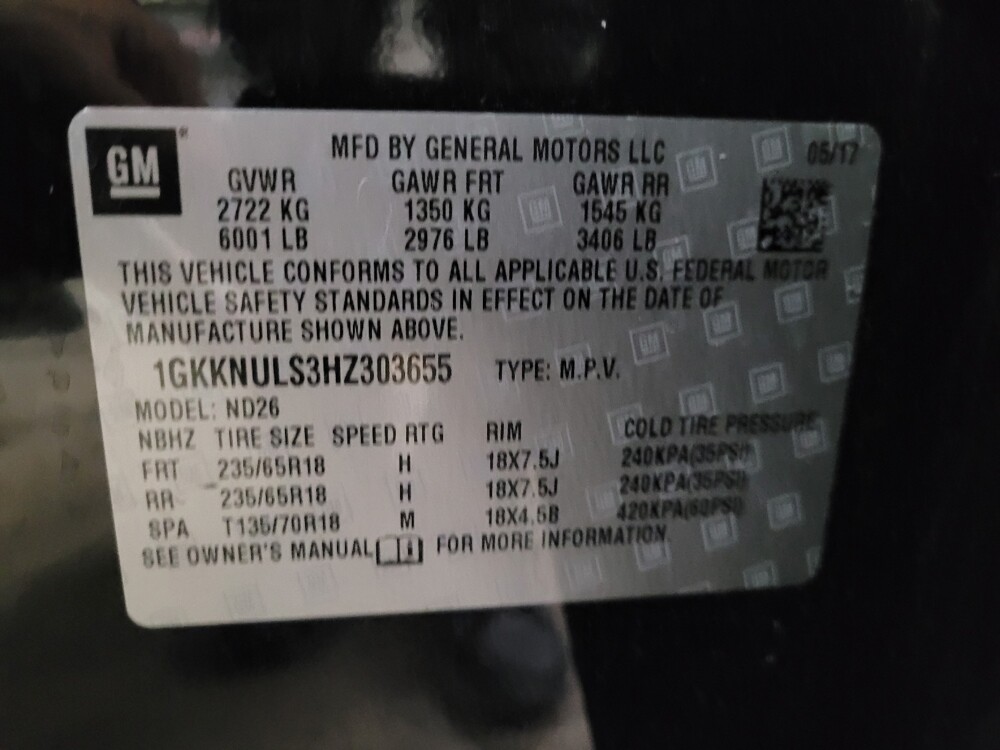 GM
MFD BY GENERAL MOTORS LLC 05/17
GVWR GAWR FRT GAWR RR
2722 KG 1350 KG 1545 KG
6001 LB 2976 LB 3406 LB
THIS VEHICLE CONFORMS TO ALL APPLICABLE U.S. FEDERAL MOTOR
VEHICLE SAFETY STANDARDS IN EFFECT ON THE DATE OF
MANUFACTURE SHOWN ABOVE.
1GKKNULS3HZ303655 TYPE: M.P.V.
MODEL: ND26
NBHZ TIRE SIZE SPEED RTG RIM COLD TIRE PRESSURE
FRT 235/65R18 H 18X7.5J 240KPA(35PSI)
RR 235/65R18 H 18X7.5J 240KPA(35PSI)
SPA T135/70R18 M 18X4.5B 420KPA(60PSI)
SEE OWNER'S MANUAL FOR MORE INFORMATION.